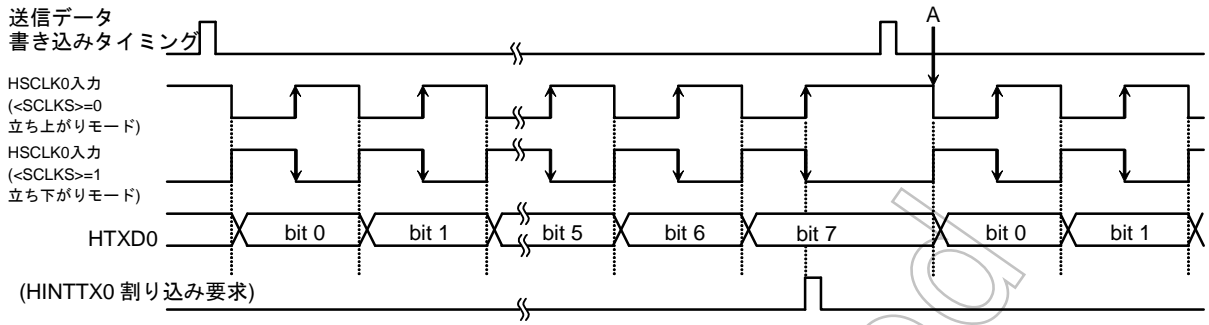 送信データ
書き込みタイミング
A
HSCLK0入力
(<SCLKS>=0
立ち上がりモード)
HSCLK0入力
(<SCLKS>=1
立ち下がりモード)
HTXD0 bit 0 bit 1 bit 5 bit 6 bit 7 bit 0 bit 1
(HINTTX0 割り込み要求)